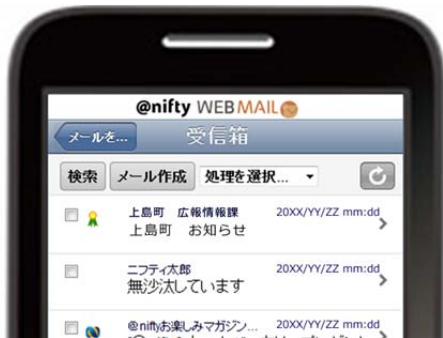 @nifty WEB MAIL
メールを...
受信箱
検索 メール作成 処理を選択...
上島町 広報情報課 20XX/YY/ZZ mm:dd
上島町 お知らせ
ニフティ太郎 20XX/YY/ZZ mm:dd
無沙汰しています
@niftyお楽しみマガジン... 20XX/YY/ZZ mm:dd